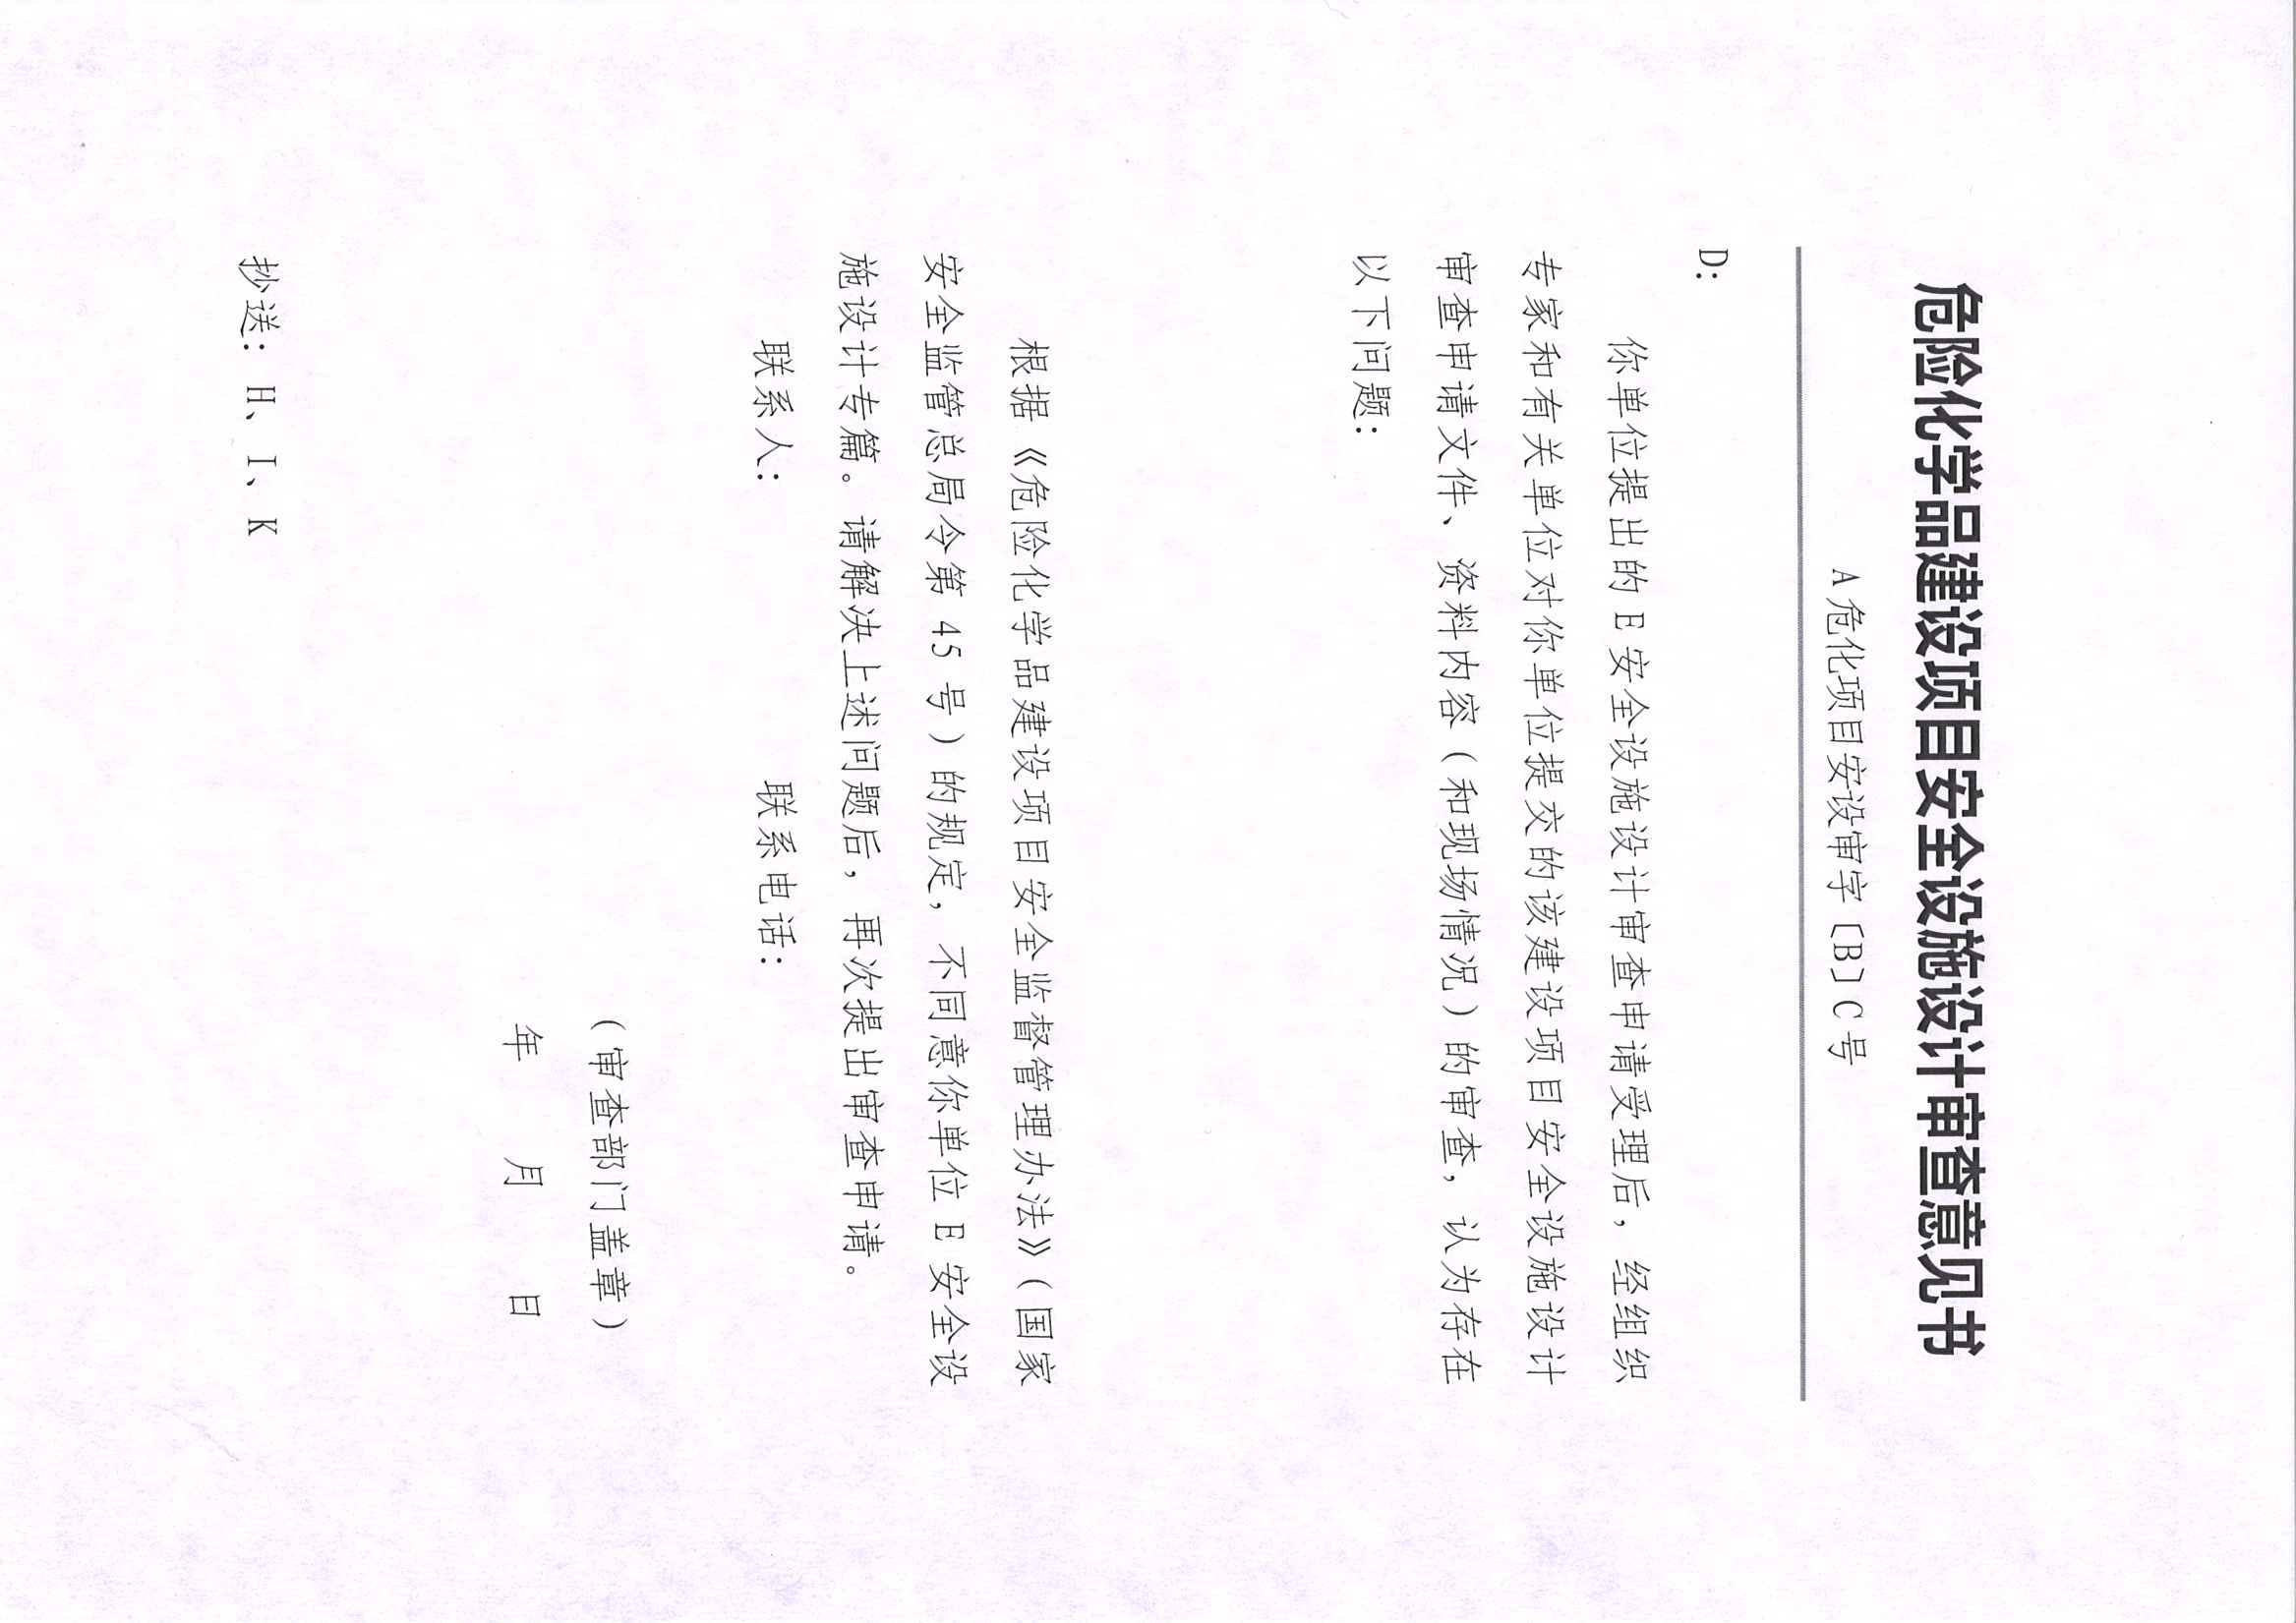 危险化学品建设项目安全设施设计审查意见书
A危化项目安设审字〔B〕C号
D：
你单位提出的E安全设施设计审查申请受理后，经组织
专家和有关单位对你单位提交的该建设项目安全设施设计
审查申请文件、资料内容（和现场情况）的审查，认为存在
以下问题：
根据《危险化学品建设项目安全监督管理办法》（国家
安全监管总局令第 45 号）的规定，不同意你单位 E 安全设
施设计专篇。请解决上述问题后，再次提出审查申请。
联系人： 联系电话：
（审查部门盖章）
年 月 日
抄送：H、I、K